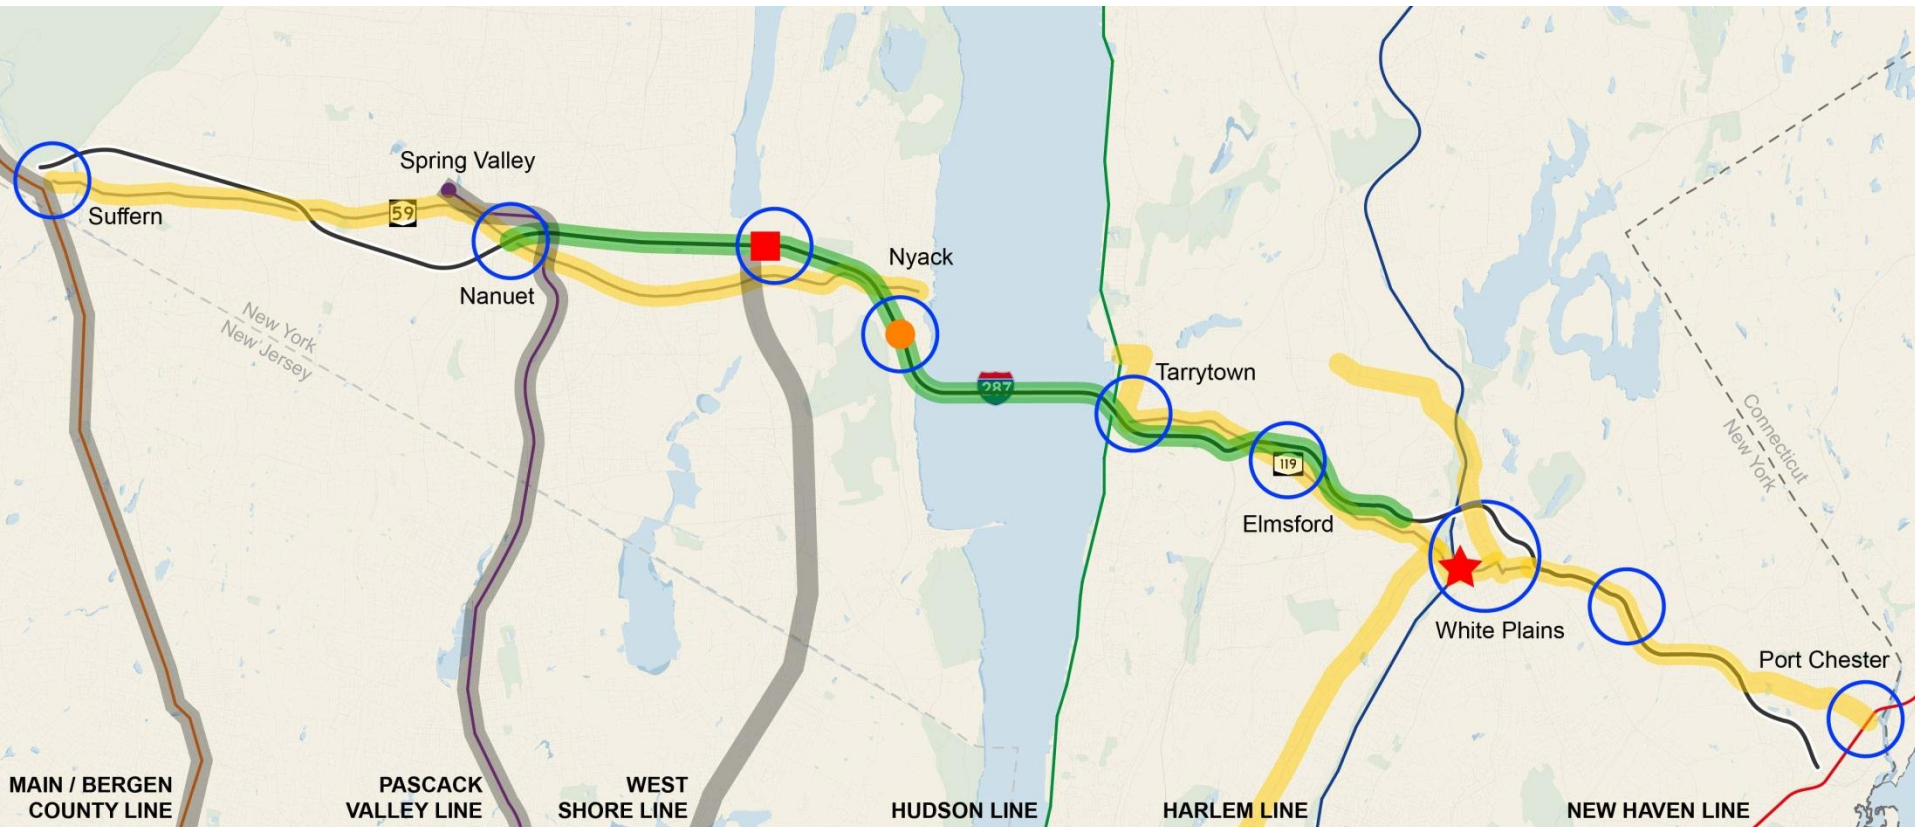 Spring Valley
59
Suffern
Nyack
Nanuet
New York
New Jersey
287
Tarrytown
119
Elmsford
Connecticut
New York
White Plains
Port Chester
MAIN / BERGEN
COUNTY LINE
PASCACK
VALLEY LINE
WEST
SHORE LINE
HUDSON LINE
HARLEM LINE
NEW HAVEN LINE